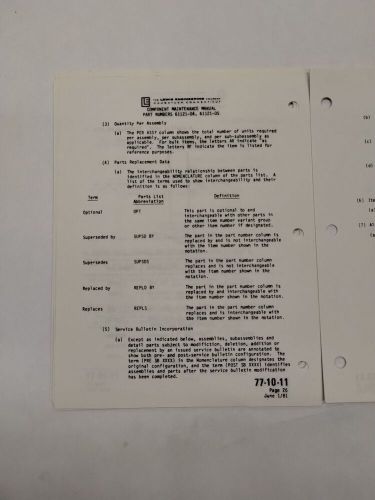 THE LEWIS ENGINEERING COMPANY
NAUGATUCK, CONNECTICUT
COMPONENT MAINTENANCE MANUAL
PART NUMBERS 61121-04, 61121-05
(3) Quantity Per Assembly
(a) The PER ASSY column shows the total number of units required
per assembly, per subassembly, and per sub-subassembly as
applicable. For bulk items, the letters AR indicate "as
required". The letters RF indicate the item is listed for
reference purposes.
(4) Parts Replacement Data
(a) The interchangeability relationship between parts is
identified in the NOMENCLATURE column of the parts list. A
list of the terms used to show interchangeability and their
definition is as follows:
Parts List
Term Abbreviation Definition
Optional OPT This part is optional to and
interchangeable with other parts in
the same item number variant group
or other item number if designated.
Superseded by SUPSD BY The part in the part number column is
replaced by and is not interchangeable
with the item number shown in the
notation.
Supersedes SUPSDS The part in the part number column
replaces and is not interchangeable
with the item number shown in the
notation.
Replaced by REPLD BY The part in the part number column is
replaced by and interchangeable with
the item number shown in the notation.
Replaces REPLS The part in the part number column
replaces and is interchangeable with
the item number shown in the notation.
(5) Service Bulletin Incorporation
(a) Except as indicated below, assemblies, subassemblies and
detail parts subject to modification, deletion, addition or
replacement by an issued service bulletin are annotated to
show both pre- and post-service bulletin configuration. The
term (PRE SB XXXX) in the Nomenclature column designates the
original configuration, and the term (POST SB XXXX) identifies
assemblies and parts after the service bulletin modification
has been completed.
77-10-11
Page 26
June 1/81
(b)
(6) Ite
(a)
(7) Al
(a